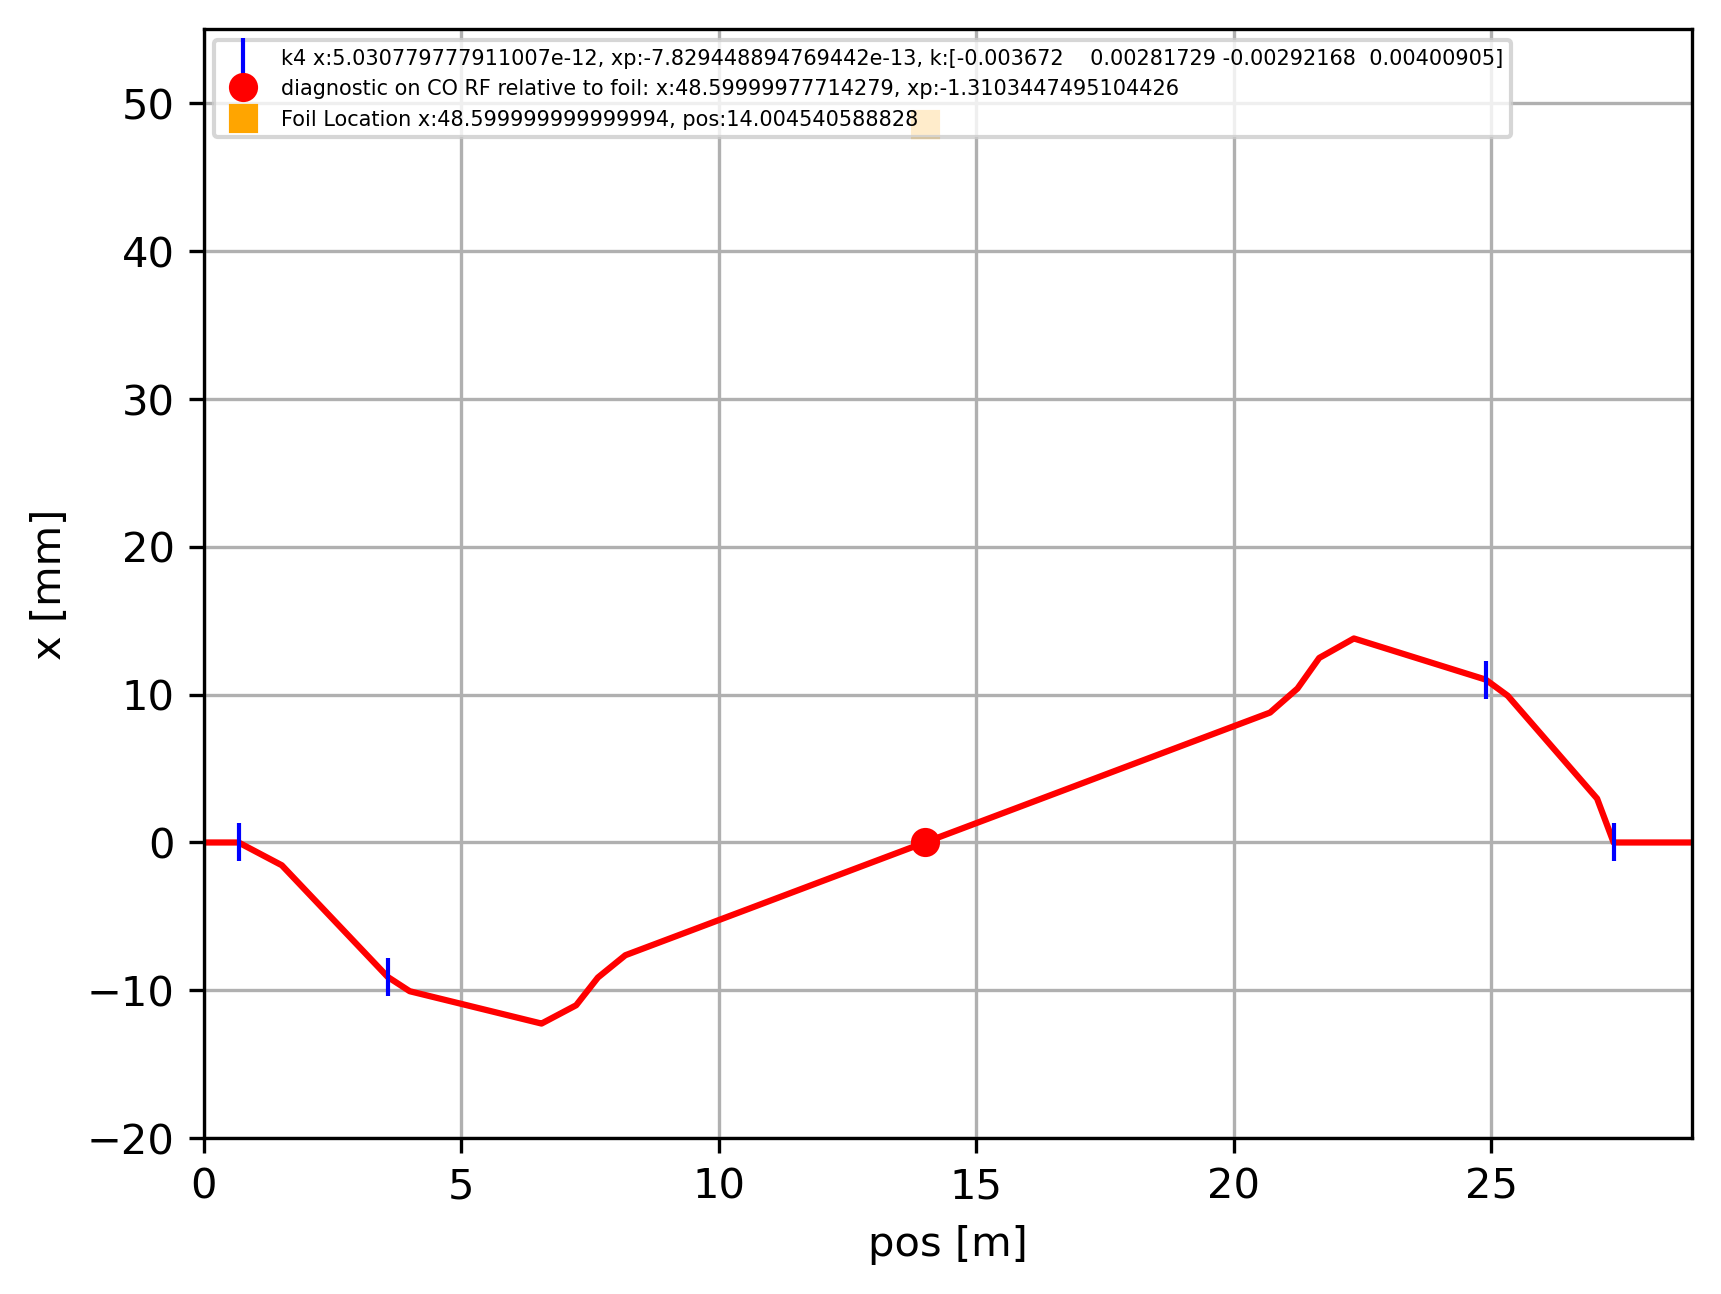 k4 x:5.030779777911007e-12, xp:-7.829448894769442e-13, k:[-0.003672    0.00281729 -0.00292168  0.00400905]
diagnostic on CO RF relative to foil: x:48.59999977714279, xp:-1.3103447495104426
Foil Location x:48.599999999999994, pos:14.004540588828
50
40
30
20
10
0
−10
−20
x [mm]
0 5 10 15 20 25
pos [m]